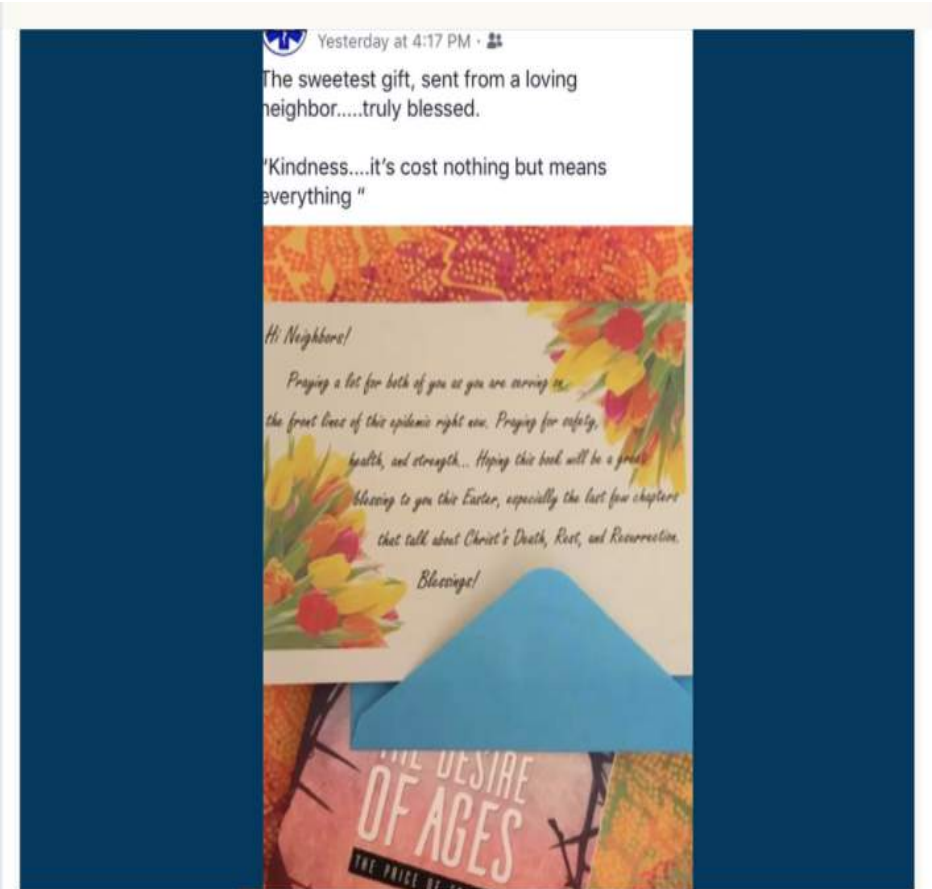 Yesterday at 4:17 PM ·
The sweetest gift, sent from a loving
neighbor.....truly blessed.
"Kindness....it's cost nothing but means
everything "
Hi Neighbors!
Praying a lot for both of you as you are serving on
the front lines of this epidemic right now. Praying for safety,
health, and strength... Hoping this book will be a great
blessing to you this Easter, especially the last few chapters
that talk about Christ's Death, Rest, and Resurrection.
Blessings!
THE DESIRE
OF AGES
THE PRICE OF